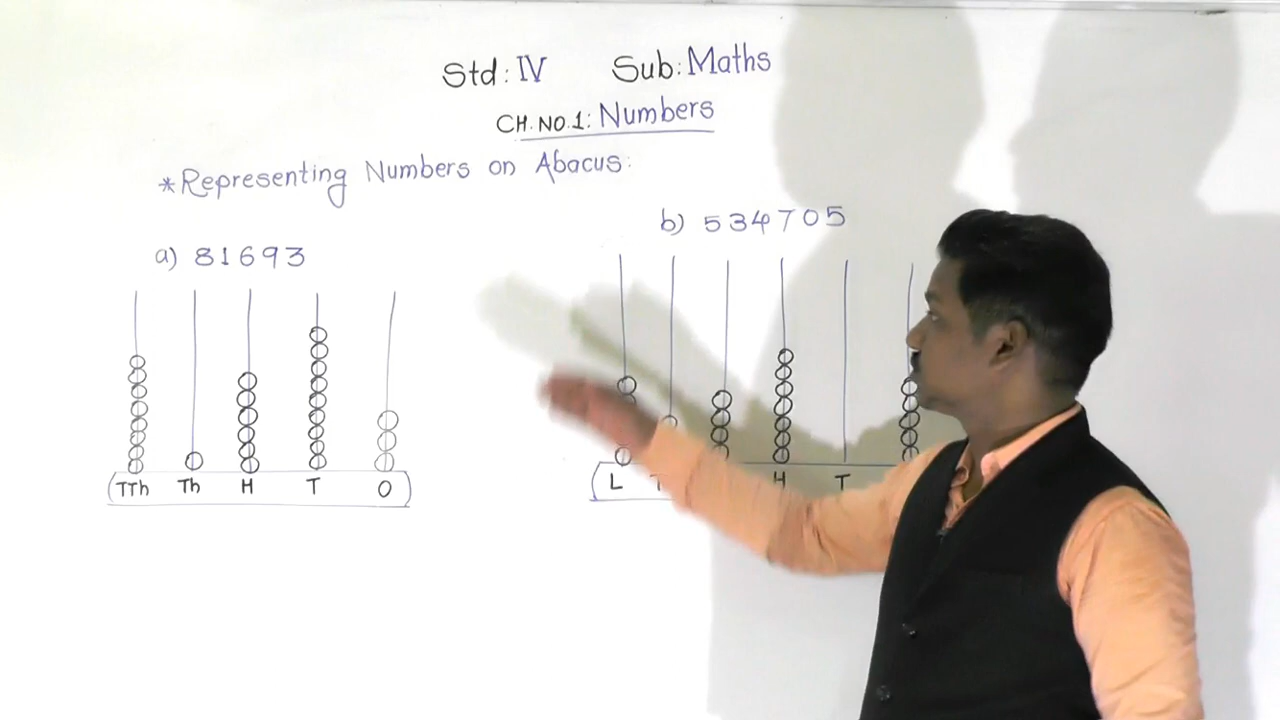 Std: IV Sub: Maths
CH. NO. 1: Numbers
*Representing Numbers on Abacus:
a) 81693
b) 534705
TTh Th H T O
L T H T